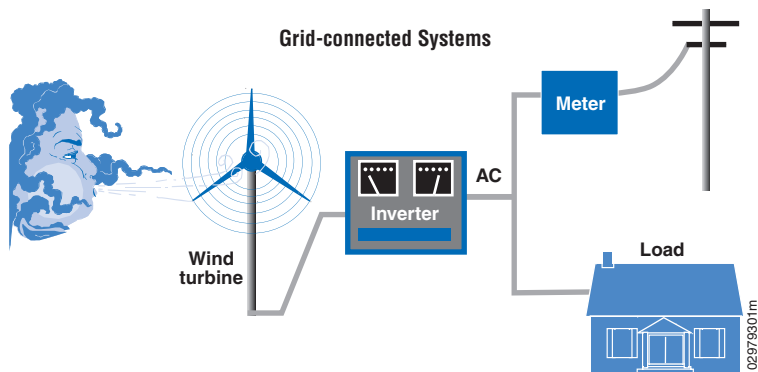 Grid-connected Systems
Meter
AC
Inverter
Wind
turbine
Load
02979301m